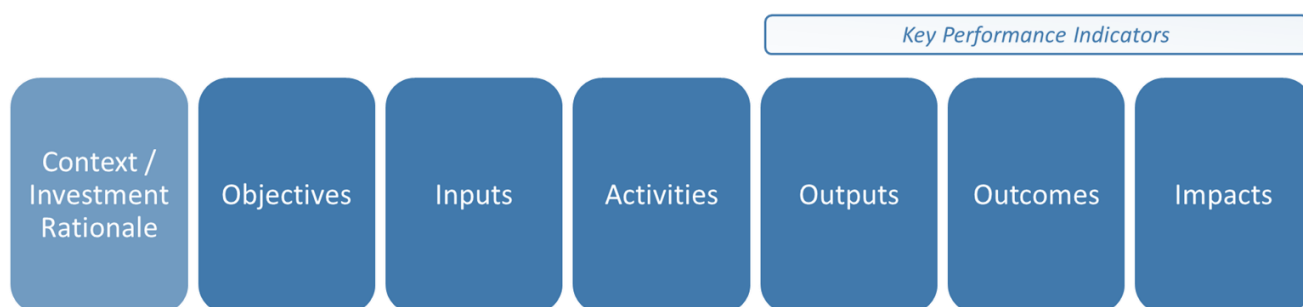 Key Performance Indicators
Context /
Investment
Rationale
Objectives
Inputs
Activities
Outputs
Outcomes
Impacts